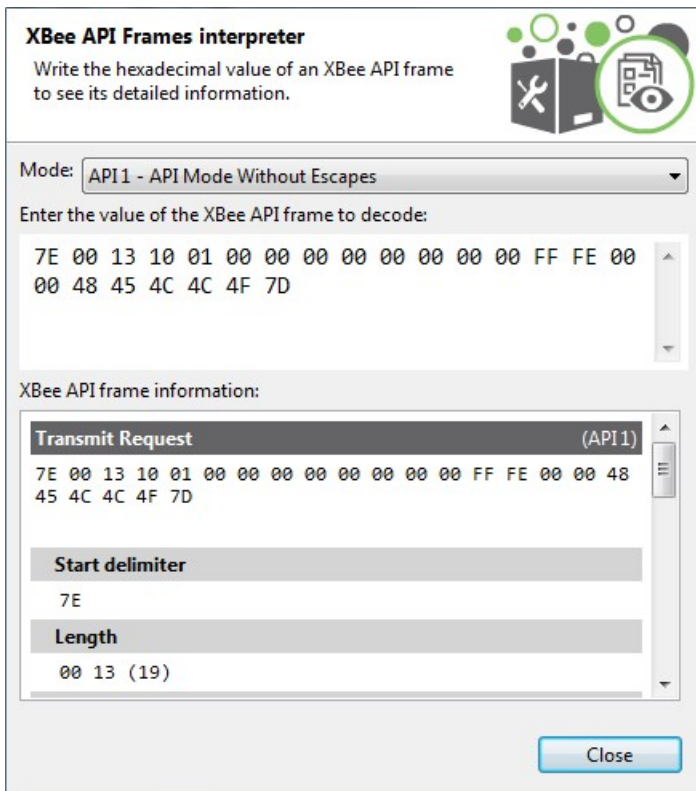 XBee API Frames interpreter
Write the hexadecimal value of an XBee API frame
to see its detailed information.
Mode:
API 1 - API Mode Without Escapes
Enter the value of the XBee API frame to decode:
7E 00 13 10 01 00 00 00 00 00 00 00 00 FF FE 00
00 48 45 4C 4C 4F 7D
XBee API frame information:
Transmit Request (API 1)
7E 00 13 10 01 00 00 00 00 00 00 00 00 FF FE 00 00 48
45 4C 4C 4F 7D
Start delimiter
7E
Length
00 13 (19)
Close